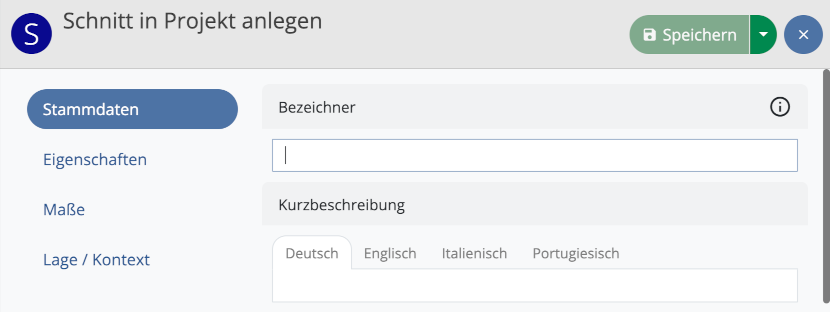 S
Schnitt in Projekt anlegen
Speichern
Stammdaten
Eigenschaften
Maße
Lage / Kontext
Bezeichner
Kurzbeschreibung
Deutsch Englisch Italienisch Portugiesisch